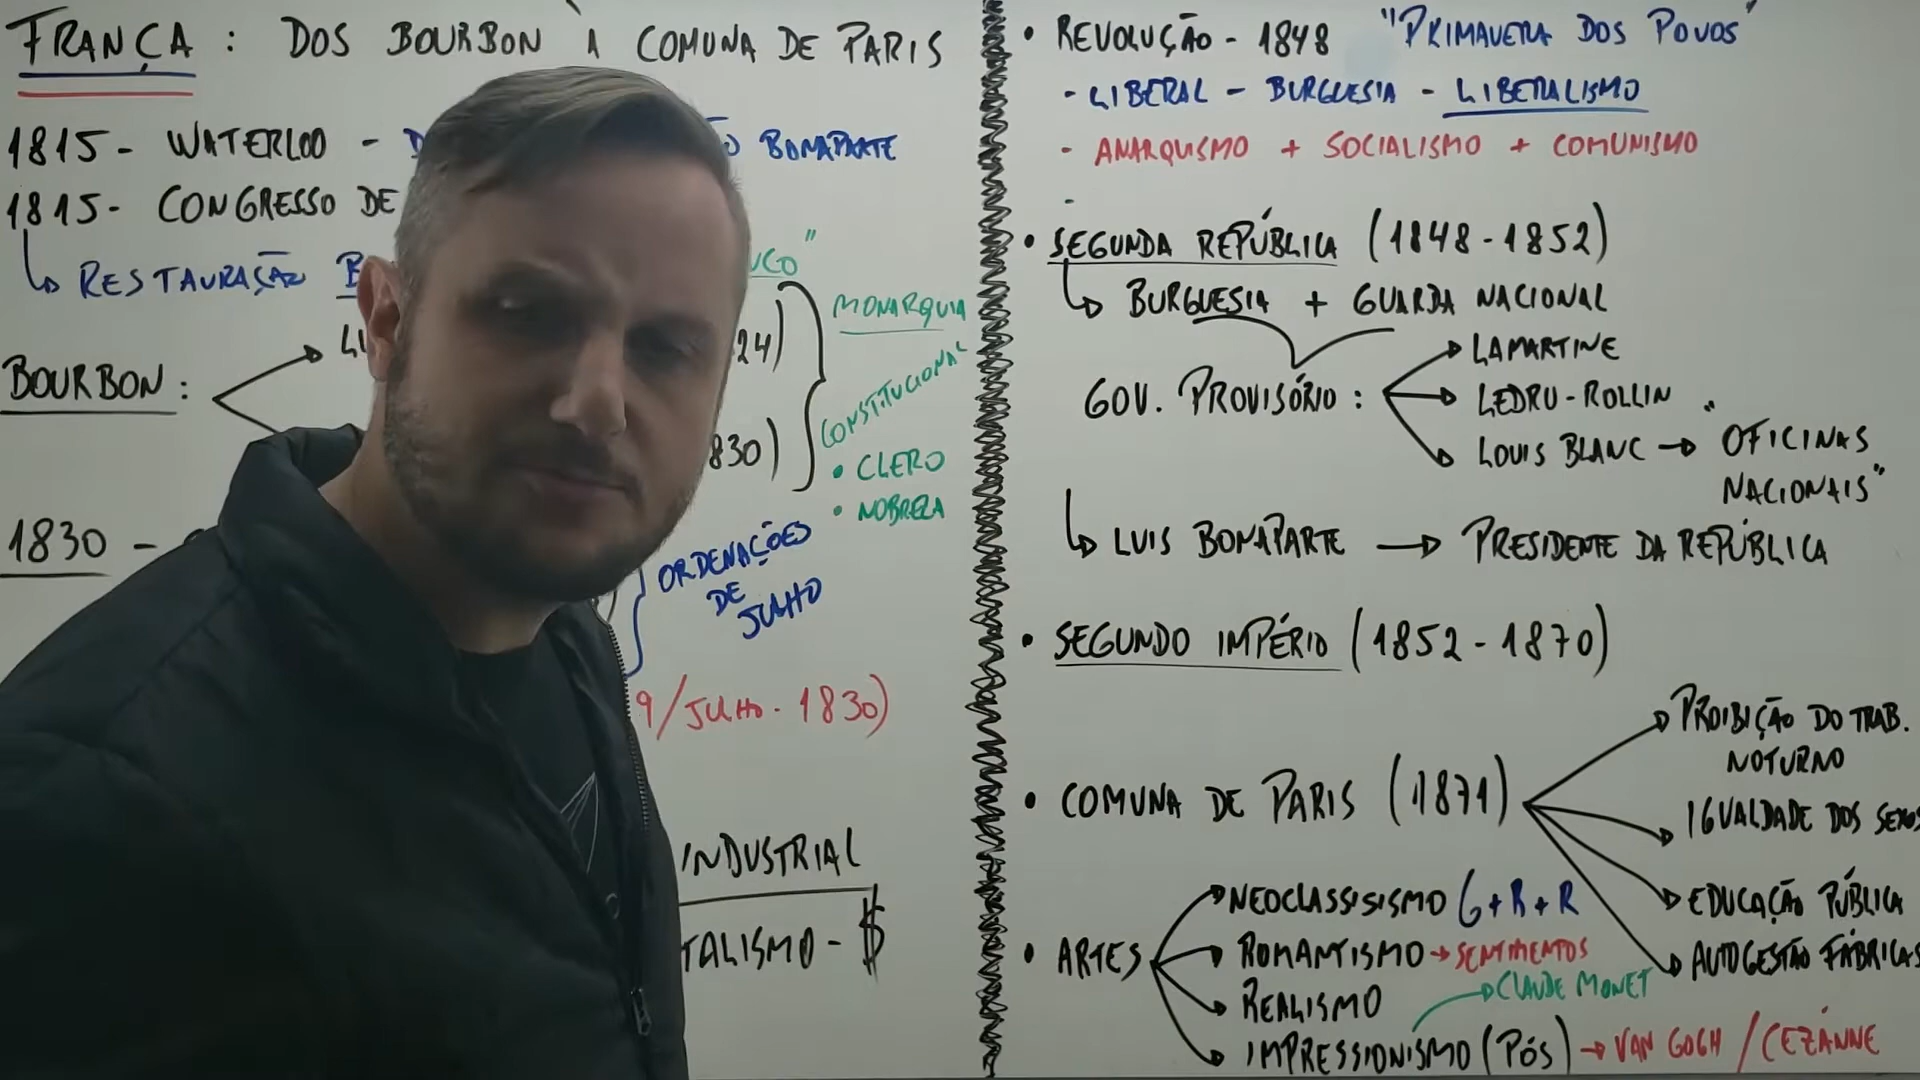 FRANÇA : DOS BOURBON À COMUNA DE PARIS
1815 - WATERLOO - BONAPARTE
1815 - CONGRESSO DE
RESTAURAÇÃO
MONARQUIA
CONSTITUCIONAL
• CLERO
• NOBREZA
BOURBON :
24)
830)
1830 -
ORDENAÇÕES
DE
JULHO
9/JULHO - 1830)
INDUSTRIAL
TALISMO - $
• REVOLUÇÃO - 1848 "PRIMAVERA DOS POVOS"
- LIBERAL - BURGUESIA - LIBERALISMO
- ANARQUISMO + SOCIALISMO + COMUNISMO
-
• SEGUNDA REPÚBLICA (1848 - 1852)
BURGUESIA + GUARDA NACIONAL
GOV. PROVISÓRIO :
LAMARTINE
LEDRU-ROLLIN
LOUIS BLANC → "OFICINAS
NACIONAIS"
LUIS BONAPARTE → PRESIDENTE DA REPÚBLICA
• SEGUNDO IMPÉRIO (1852 - 1870)
• COMUNA DE PARIS (1871)
PROIBIÇÃO DO TRAB.
NOTURNO
IGUALDADE DOS SEXOS
EDUCAÇÃO PÚBLICA
AUTOGESTÃO FÁBRICAS
• ARTES
NEOCLASSISISMO G + R + R
ROMANTISMO → SENTIMENTOS
REALISMO
CLAUDE MONET
IMPRESSIONISMO (PÓS) → VAN GOGH / CEZÁNNE